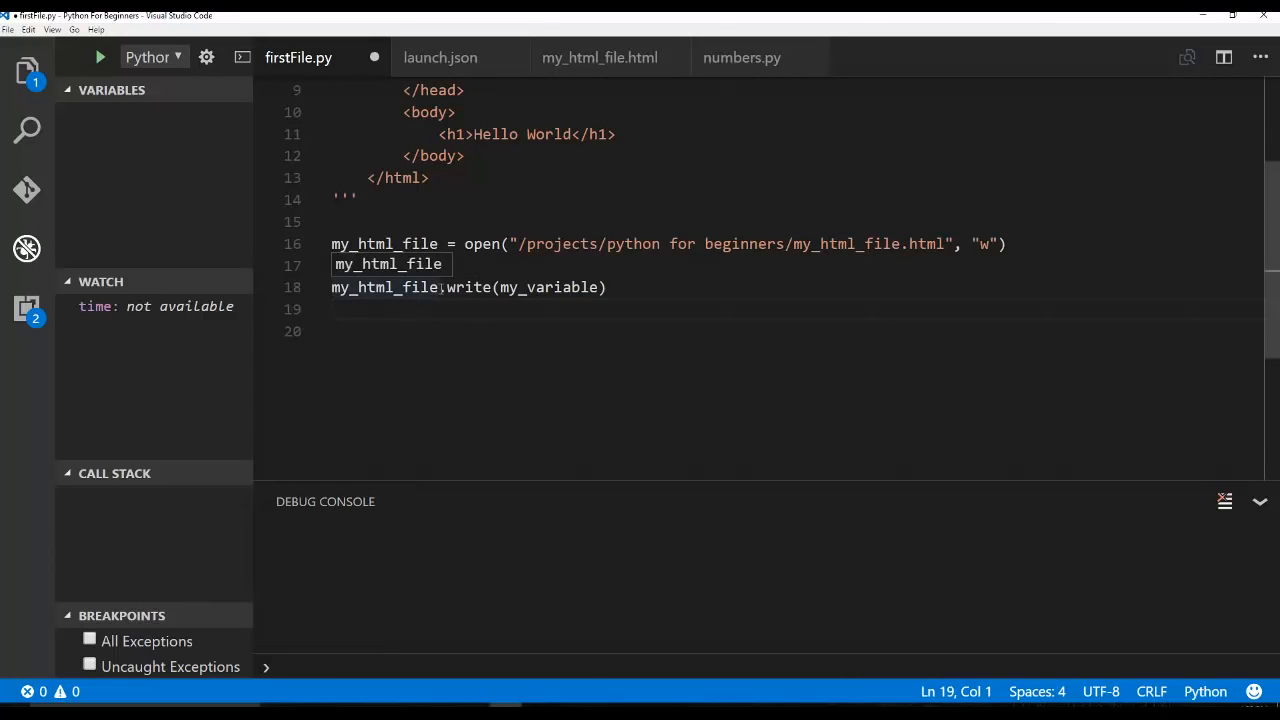 firstFile.py - Python For Beginners - Visual Studio Code
File Edit View Go Help
1
Python
firstFile.py
launch.json
my_html_file.html
numbers.py
VARIABLES
WATCH
time: not available
2
CALL STACK
BREAKPOINTS
All Exceptions
Uncaught Exceptions
9 </head>
10 <body>
11 <h1>Hello World</h1>
12 </body>
13 </html>
14 '''
15
16 my_html_file = open("/projects/python for beginners/my_html_file.html", "w")
17 my_html_file
18 my_html_file.write(my_variable)
19
20
DEBUG CONSOLE
0 0
Ln 19, Col 1 Spaces: 4 UTF-8 CRLF Python